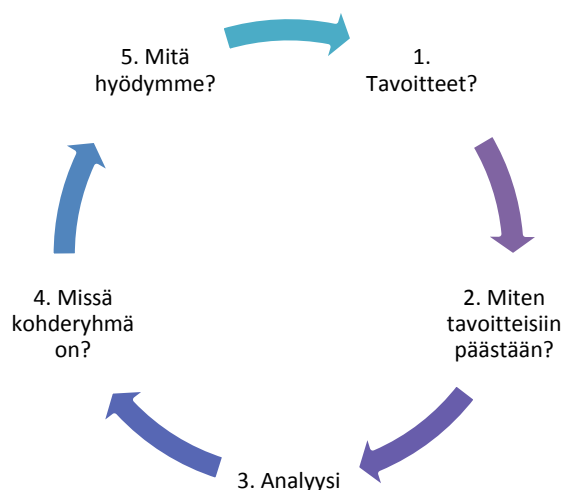 5. Mitä
hyödymme?
1.
Tavoitteet?
2. Miten
tavoitteisiin
päästään?
3. Analyysi
4. Missä
kohderyhmä
on?